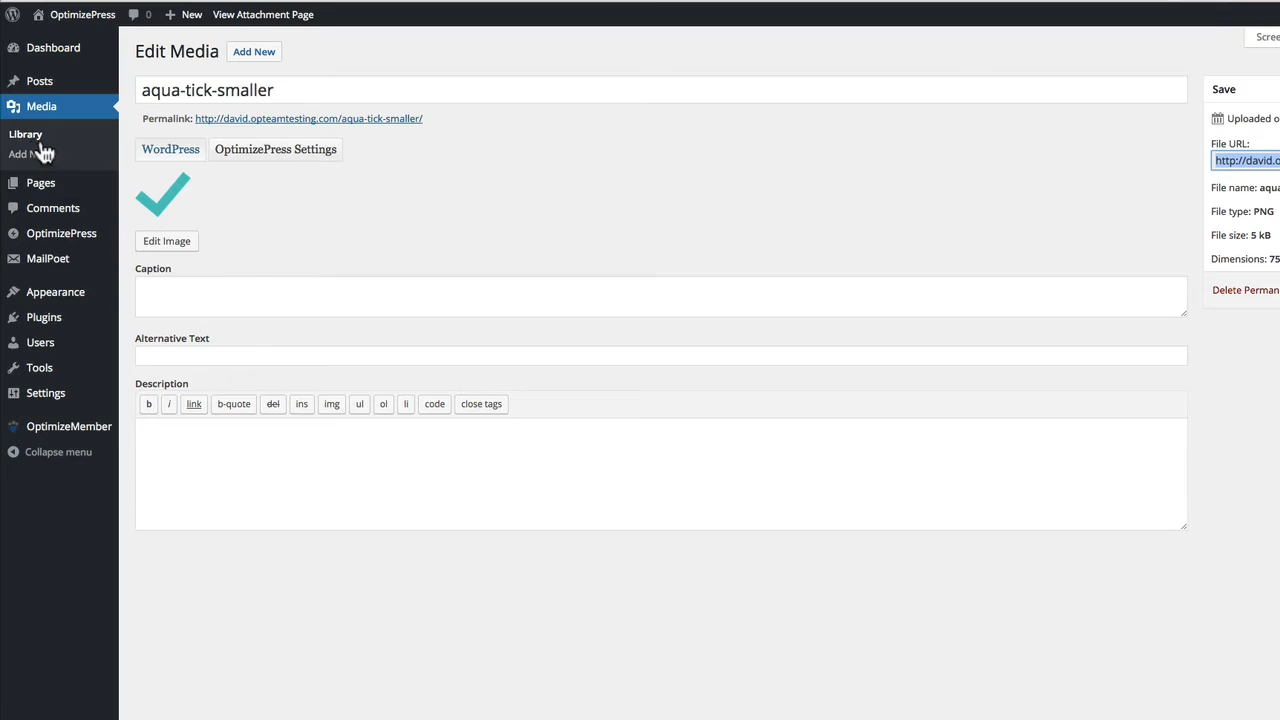 OptimizePress 0 New View Attachment Page
Dashboard
Posts
Media
Library
Add
Pages
Comments
OptimizePress
MailPoet
Appearance
Plugins
Users
Tools
Settings
OptimizeMember
Collapse menu
Edit Media Add New
aqua-tick-smaller
Permalink: http://david.opteamtesting.com/aqua-tick-smaller/
WordPress OptimizePress Settings
Edit Image
Caption
Alternative Text
Description
b i link b-quote del ins img ul ol li code close tags
Scree
Save
Uploaded o
File URL:
http://david.o
File name: aqua
File type: PNG
File size: 5 kB
Dimensions: 75
Delete Perman